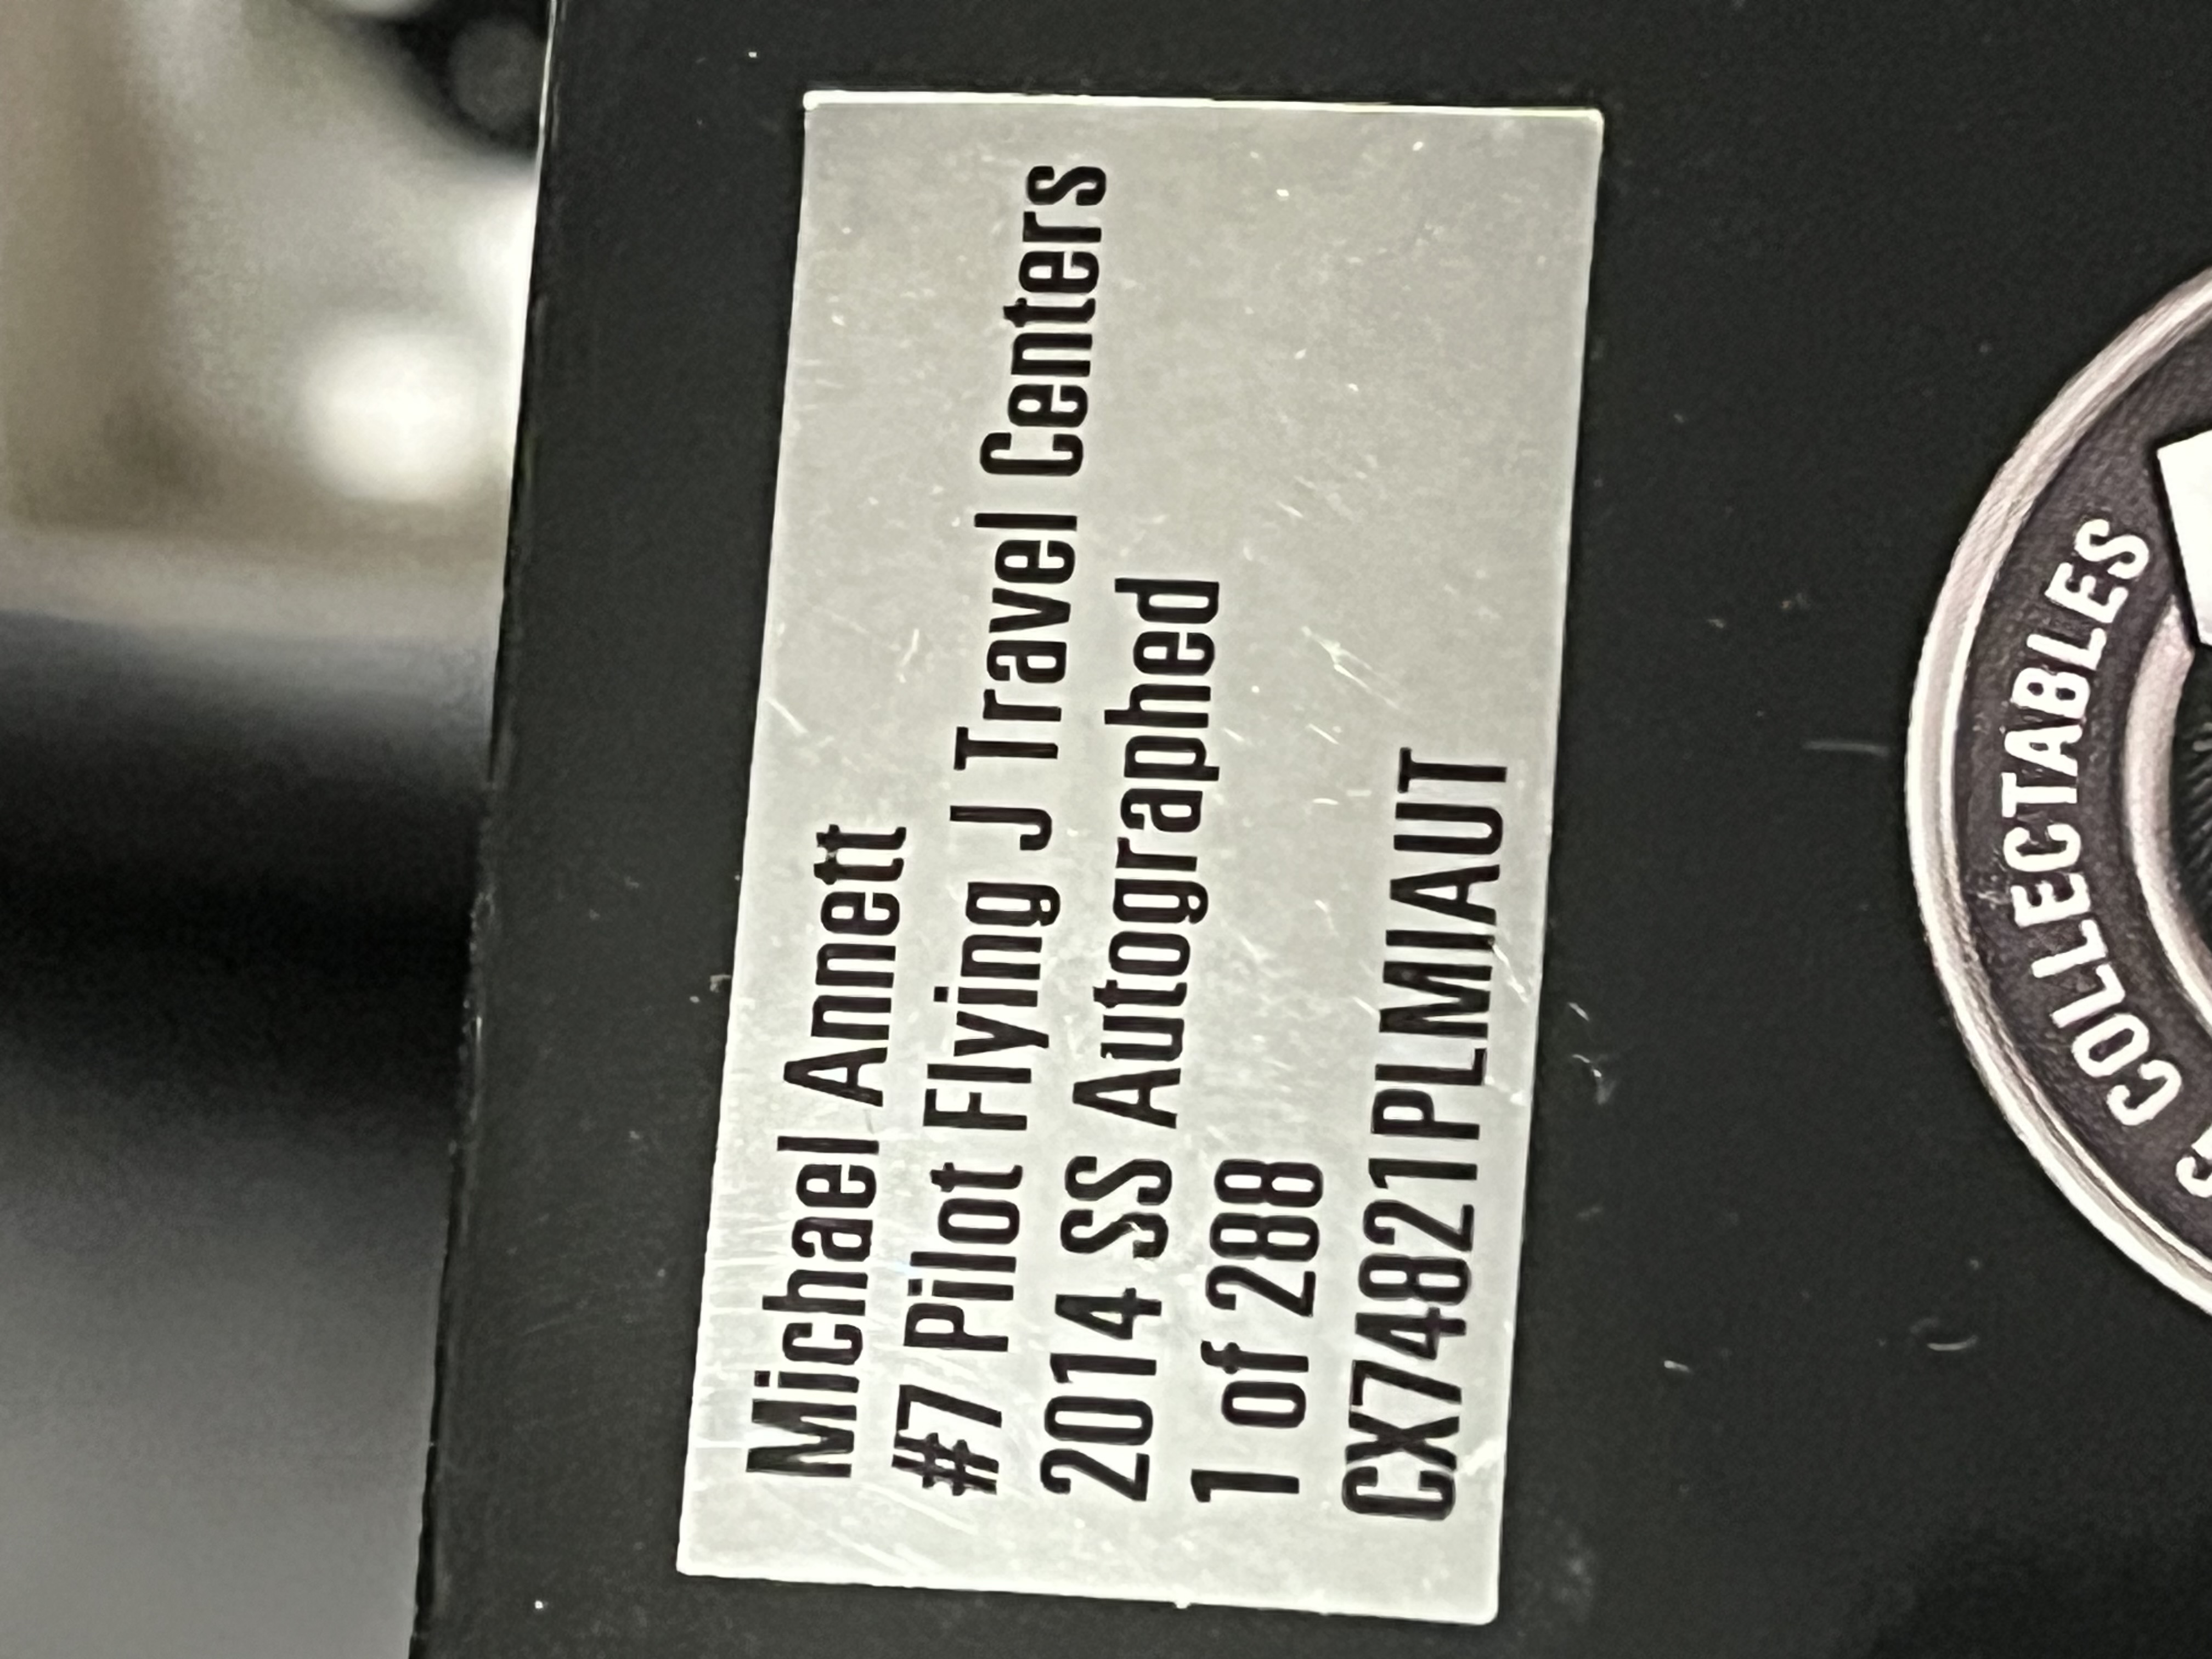 Michael Annett
#7 Pilot Flying J Travel Centers
2014 SS Autographed
1 of 288
CX74821PLMIAUT
COLLECTABLES